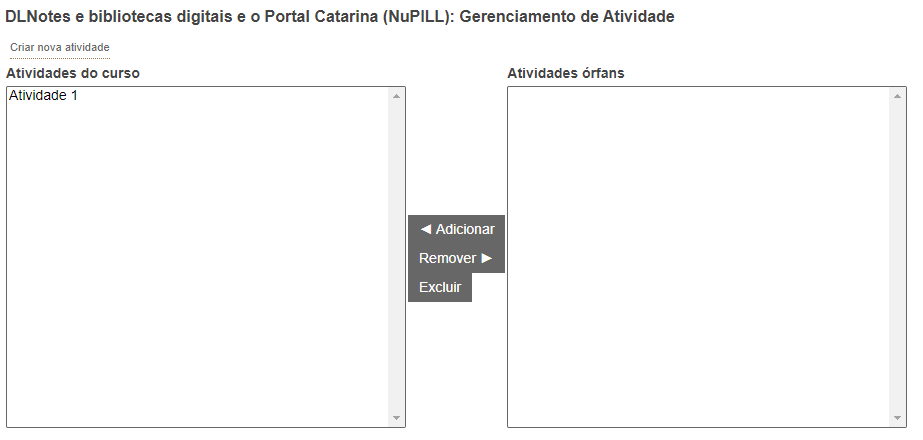 DLNotes e bibliotecas digitais e o Portal Catarina (NuPILL): Gerenciamento de Atividade
Criar nova atividade
Atividades do curso
Atividades órfans
Atividade 1
◄ Adicionar
Remover ►
Excluir